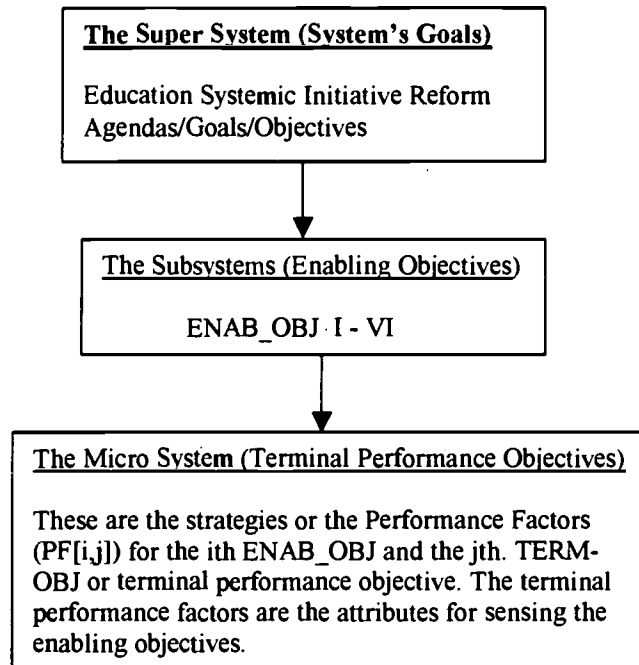 The Super System (System's Goals)
Education Systemic Initiative Reform
Agendas/Goals/Objectives
The Subsystems (Enabling Objectives)
ENAB_OBJ I - VI
The Micro System (Terminal Performance Objectives)
These are the strategies or the Performance Factors
(PF[i,j]) for the ith ENAB_OBJ and the jth. TERM-
OBJ or terminal performance objective. The terminal
performance factors are the attributes for sensing the
enabling objectives.